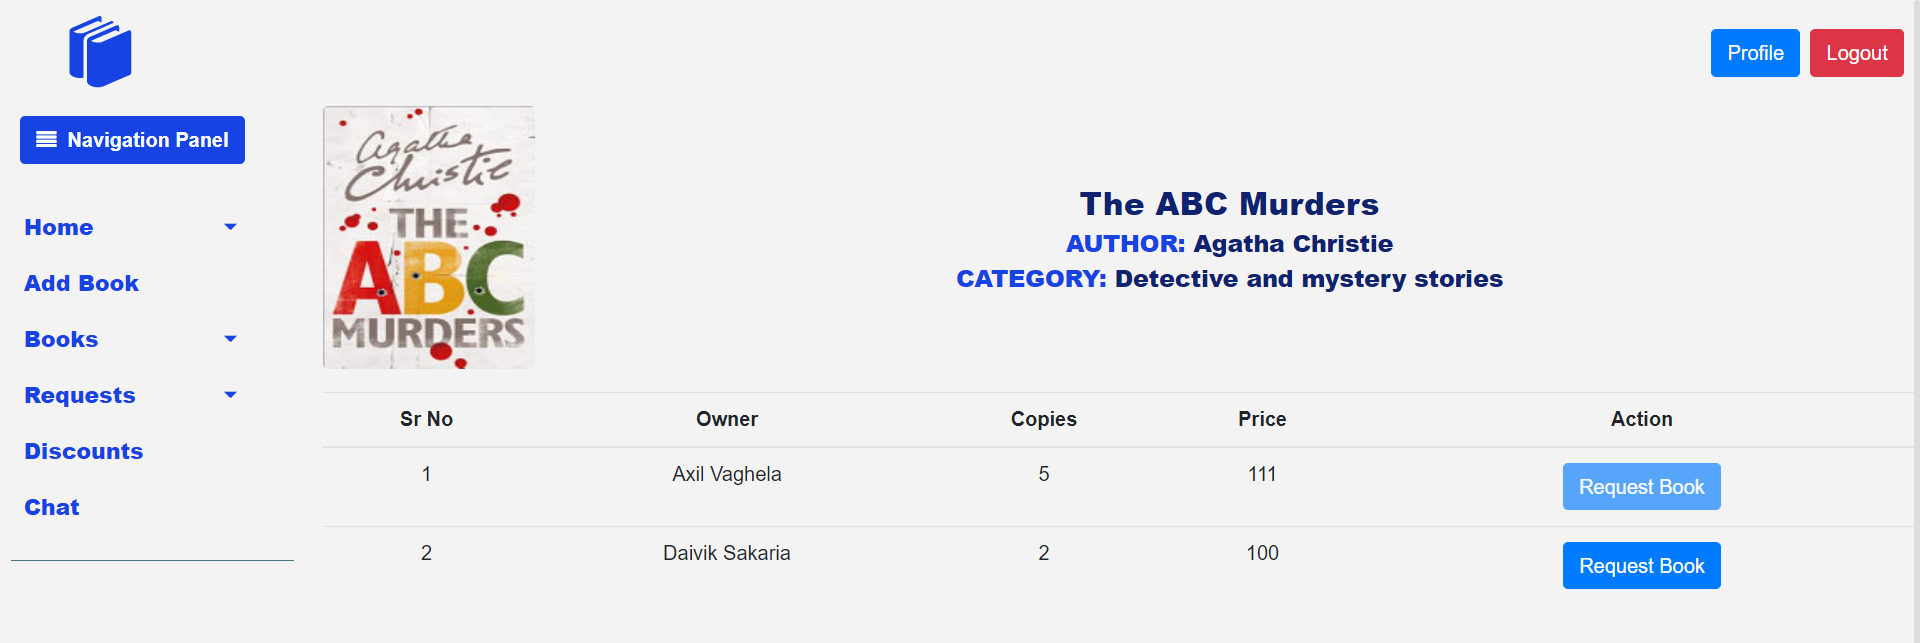 Profile Logout
Navigation Panel
Home
Add Book
Books
Requests
Discounts
Chat
Agatha
Christie
THE
ABC
MURDERS
The ABC Murders
AUTHOR: Agatha Christie
CATEGORY: Detective and mystery stories
Sr No Owner Copies Price Action
1 Axil Vaghela 5 111 Request Book
2 Daivik Sakaria 2 100 Request Book